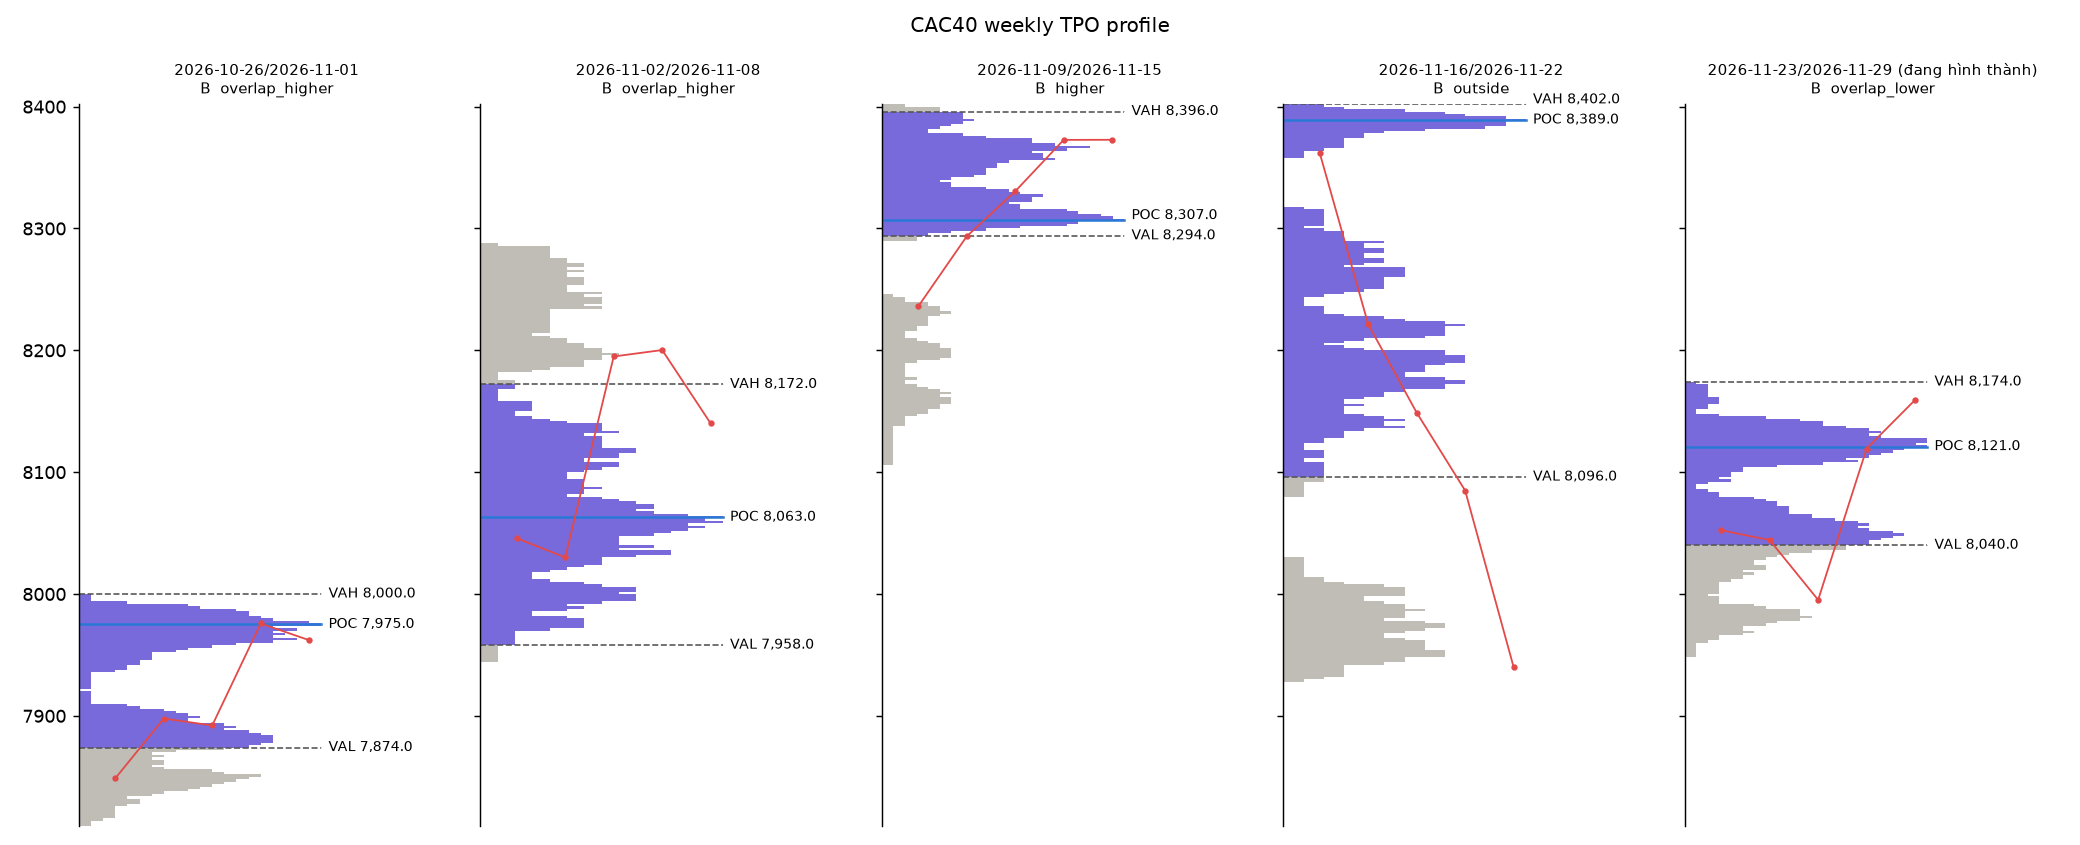 CAC40 weekly TPO profile
2026-10-26/2026-11-01
B overlap_higher
2026-11-02/2026-11-08
B overlap_higher
2026-11-09/2026-11-15
B higher
2026-11-16/2026-11-22
B outside
2026-11-23/2026-11-29 (đang hình thành)
B overlap_lower
8400
8300
8200
8100
8000
7900
VAH 8,000.0
POC 7,975.0
VAL 7,874.0
VAH 8,172.0
POC 8,063.0
VAL 7,958.0
VAH 8,396.0
POC 8,307.0
VAL 8,294.0
VAH 8,402.0
POC 8,389.0
VAL 8,096.0
VAH 8,174.0
POC 8,121.0
VAL 8,040.0